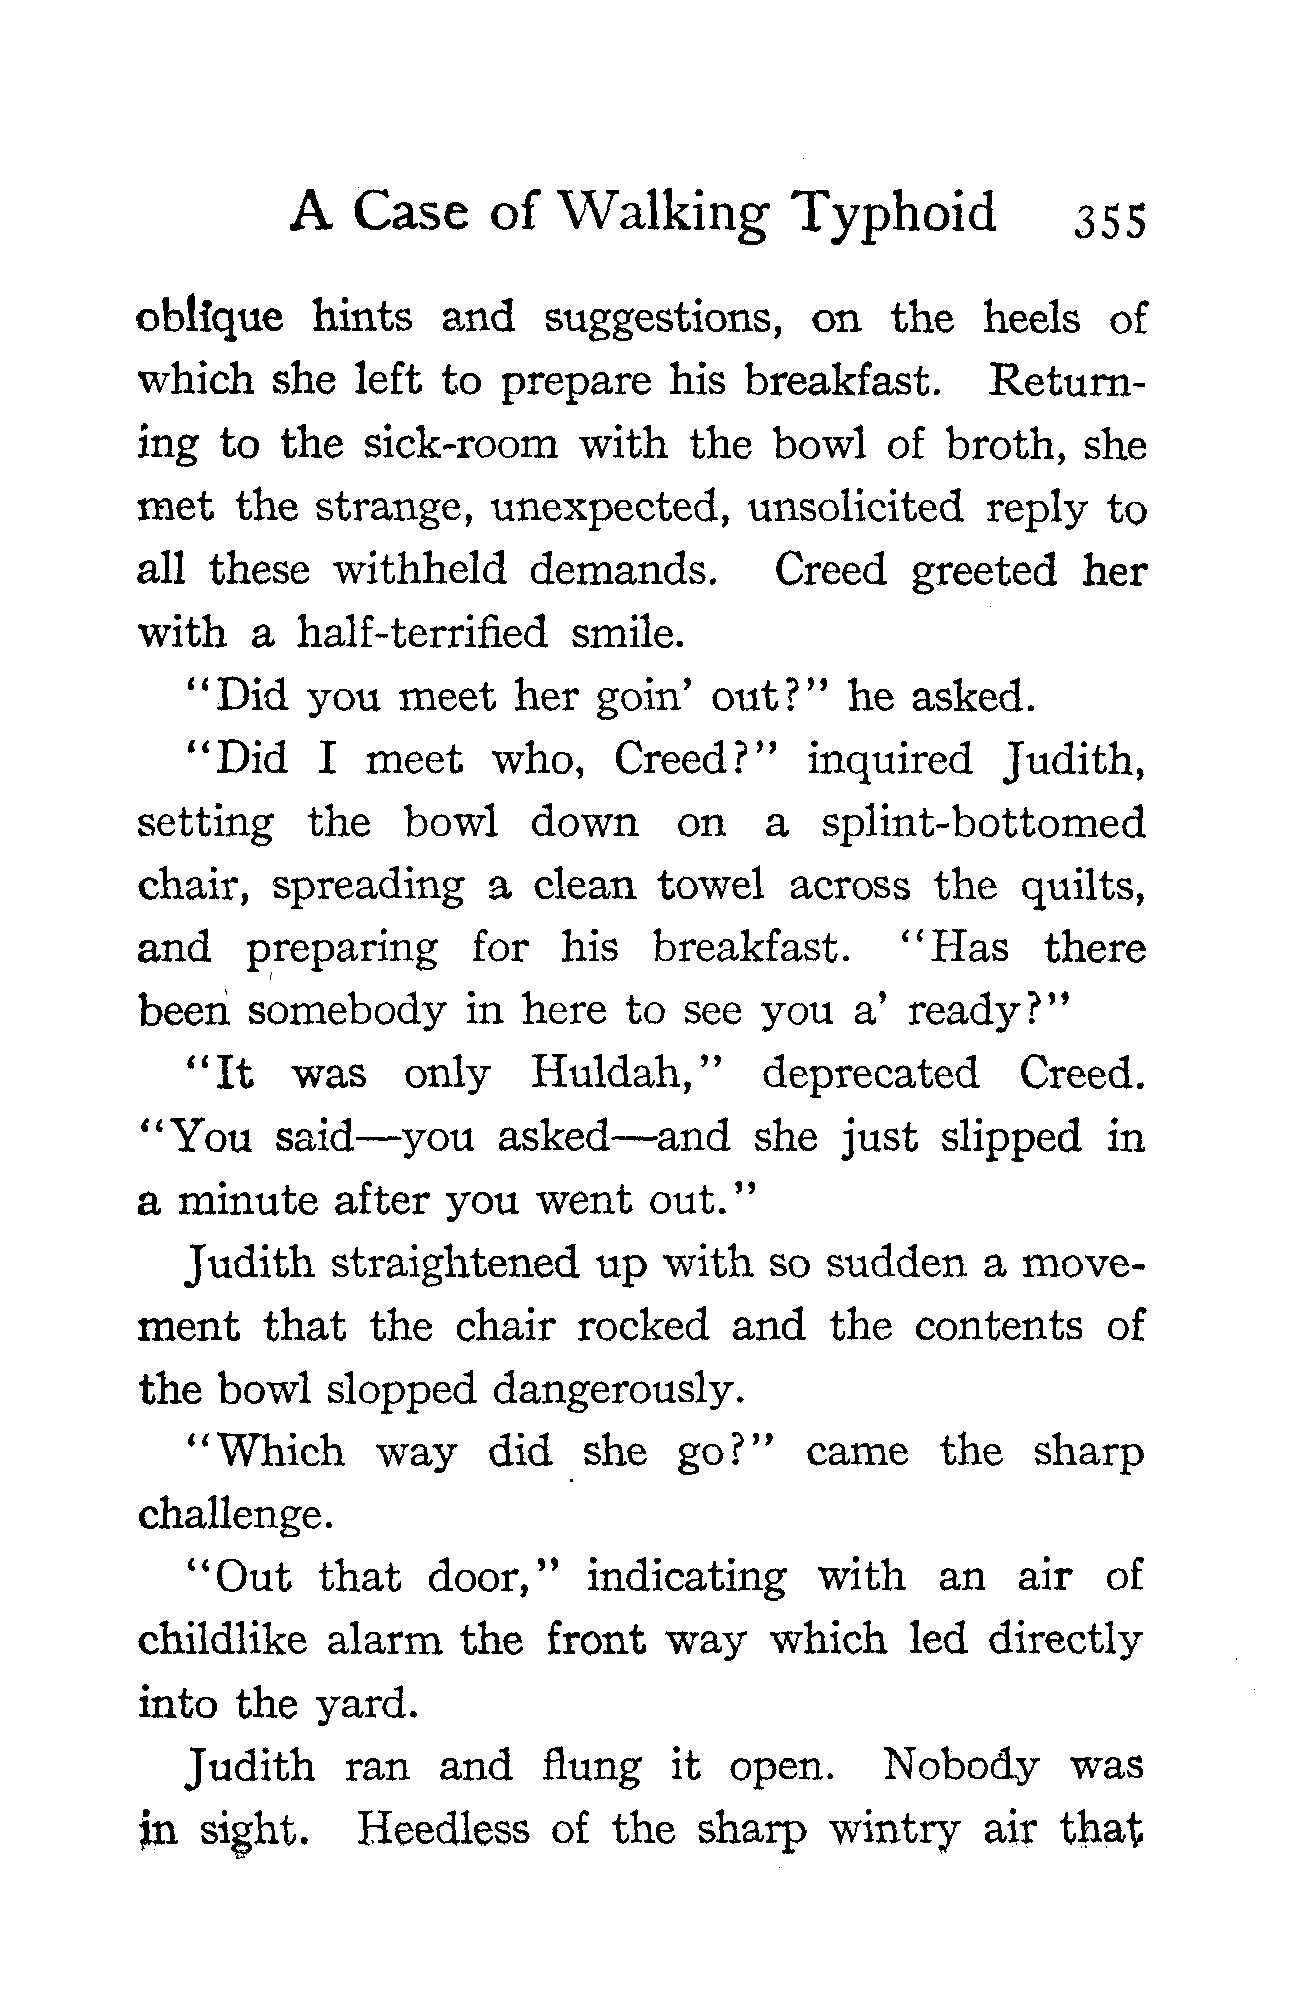 A Case of Walking Typhoid 355
oblique hints and suggestions, on the heels of
which she left to prepare his breakfast. Return-
ing to the sick-room with the bowl of broth, she
met the strange, unexpected, unsolicited reply to
all these withheld demands. Creed greeted her
with a half-terrified smile.
"Did you meet her goin' out?" he asked.
"Did I meet who, Creed?" inquired Judith,
setting the bowl down on a splint-bottomed
chair, spreading a clean towel across the quilts,
and preparing for his breakfast. "Has there
been somebody in here to see you a' ready?"
"It was only Huldah," deprecated Creed.
"You said—you asked—and she just slipped in
a minute after you went out."
Judith straightened up with so sudden a move-
ment that the chair rocked and the contents of
the bowl slopped dangerously.
"Which way did she go?" came the sharp
challenge.
"Out that door," indicating with an air of
childlike alarm the front way which led directly
into the yard.
Judith ran and flung it open. Nobody was
in sight. Heedless of the sharp wintry air that